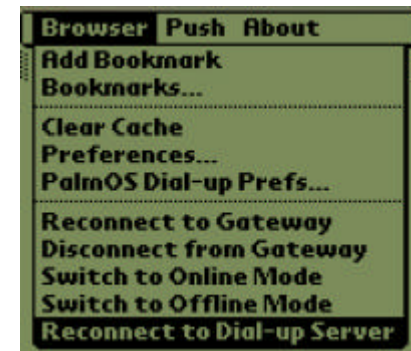 Browser Push About
Add Bookmark
Bookmarks...
Clear Cache
Preferences...
PalmOS Dial-up Prefs...
Reconnect to Gateway
Disconnect from Gateway
Switch to Online Mode
Switch to Offline Mode
Reconnect to Dial-up Server